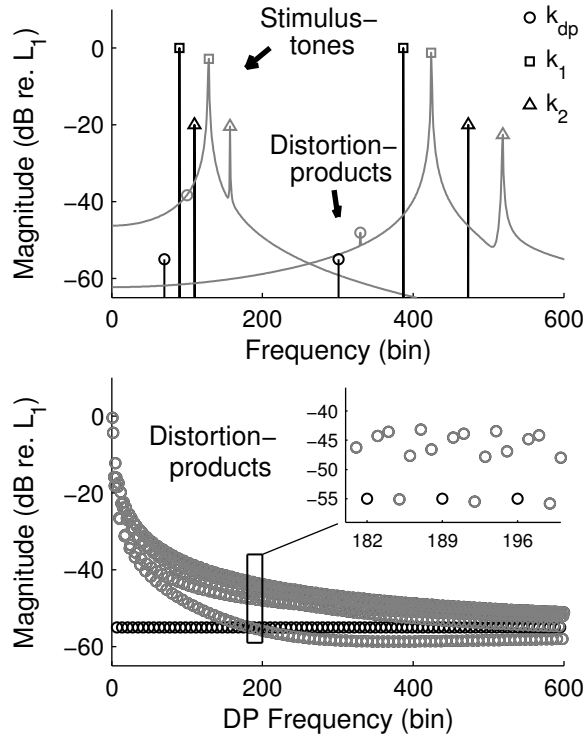 Stimulus−
tones
Distortion−
products
k_dp
k_1
k_2
0
−20
−40
−60
Magnitude (dB re. L_1)
0 200 400 600
Frequency (bin)
Distortion−
products
0
−20
−40
−60
Magnitude (dB re. L_1)
-40
-45
-50
-55
182 189 196
0 200 400 600
DP Frequency (bin)